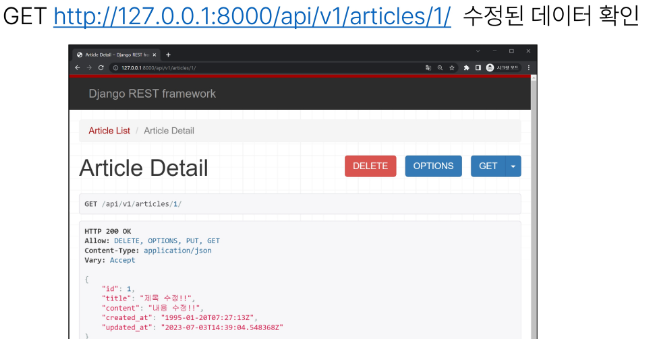 GET http://127.0.0.1:8000/api/v1/articles/1/ 수정된 데이터 확인
Article Detail – Django REST fra
127.0.0.1:8000/api/v1/articles/1/
Django REST framework
Article List / Article Detail
Article Detail
DELETE
OPTIONS
GET
GET /api/v1/articles/1/
HTTP 200 OK
Allow: DELETE, OPTIONS, PUT, GET
Content-Type: application/json
Vary: Accept
{
"id": 1,
"title": "제목 수정!!",
"content": "내용 수정!!",
"created_at": "1995-01-20T07:27:13Z",
"updated_at": "2023-07-03T14:39:04.548368Z"
}